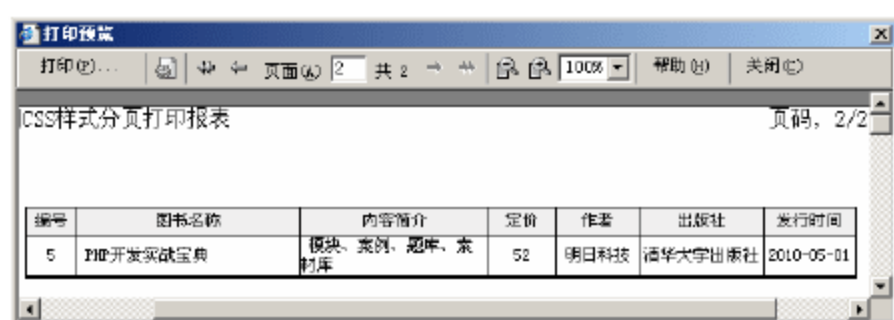 打印预览
打印(P)... 页面(A) 2 共 2 100% 帮助(H) 关闭(C)
CSS样式分页打印报表 页码，2/2
编号 图书名称 内容简介 定价 作者 出版社 发行时间
5 PHP开发实战宝典 模块、案例、题库、素材库 52 明日科技 清华大学出版社 2010-05-01